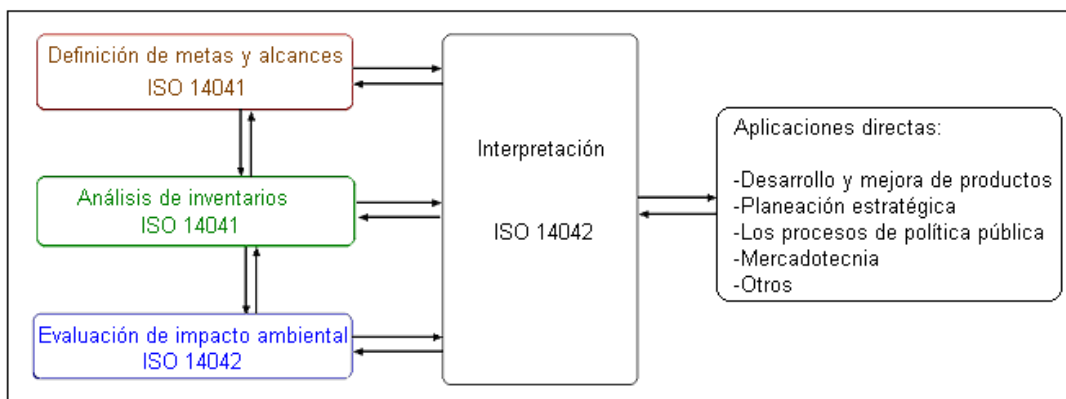 Definición de metas y alcances
ISO 14041
Análisis de inventarios
ISO 14041
Evaluación de impacto ambiental
ISO 14042
Interpretación
ISO 14042
Aplicaciones directas:
-Desarrollo y mejora de productos
-Planeación estratégica
-Los procesos de política pública
-Mercadotecnia
-Otros